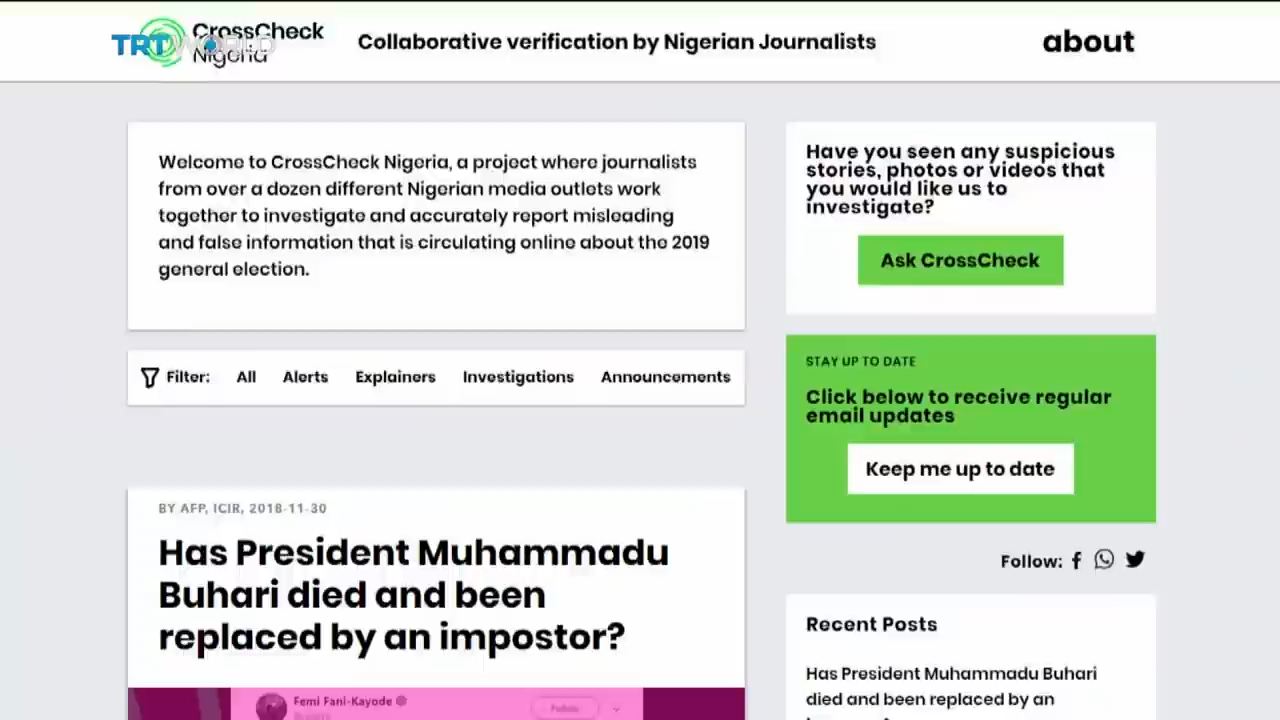 TRT WORLD
CrossCheck
Nigeria
Collaborative verification by Nigerian Journalists
about
Welcome to CrossCheck Nigeria, a project where journalists
from over a dozen different Nigerian media outlets work
together to investigate and accurately report misleading
and false information that is circulating online about the 2019
general election.
Filter:
All
Alerts
Explainers
Investigations
Announcements
BY AFP, ICIR, 2018-11-30
Has President Muhammadu
Buhari died and been
replaced by an impostor?
Femi Fani-Kayode
Follow
Have you seen any suspicious
stories, photos or videos that
you would like us to
investigate?
Ask CrossCheck
STAY UP TO DATE
Click below to receive regular
email updates
Keep me up to date
Follow:
Recent Posts
Has President Muhammadu Buhari
died and been replaced by an